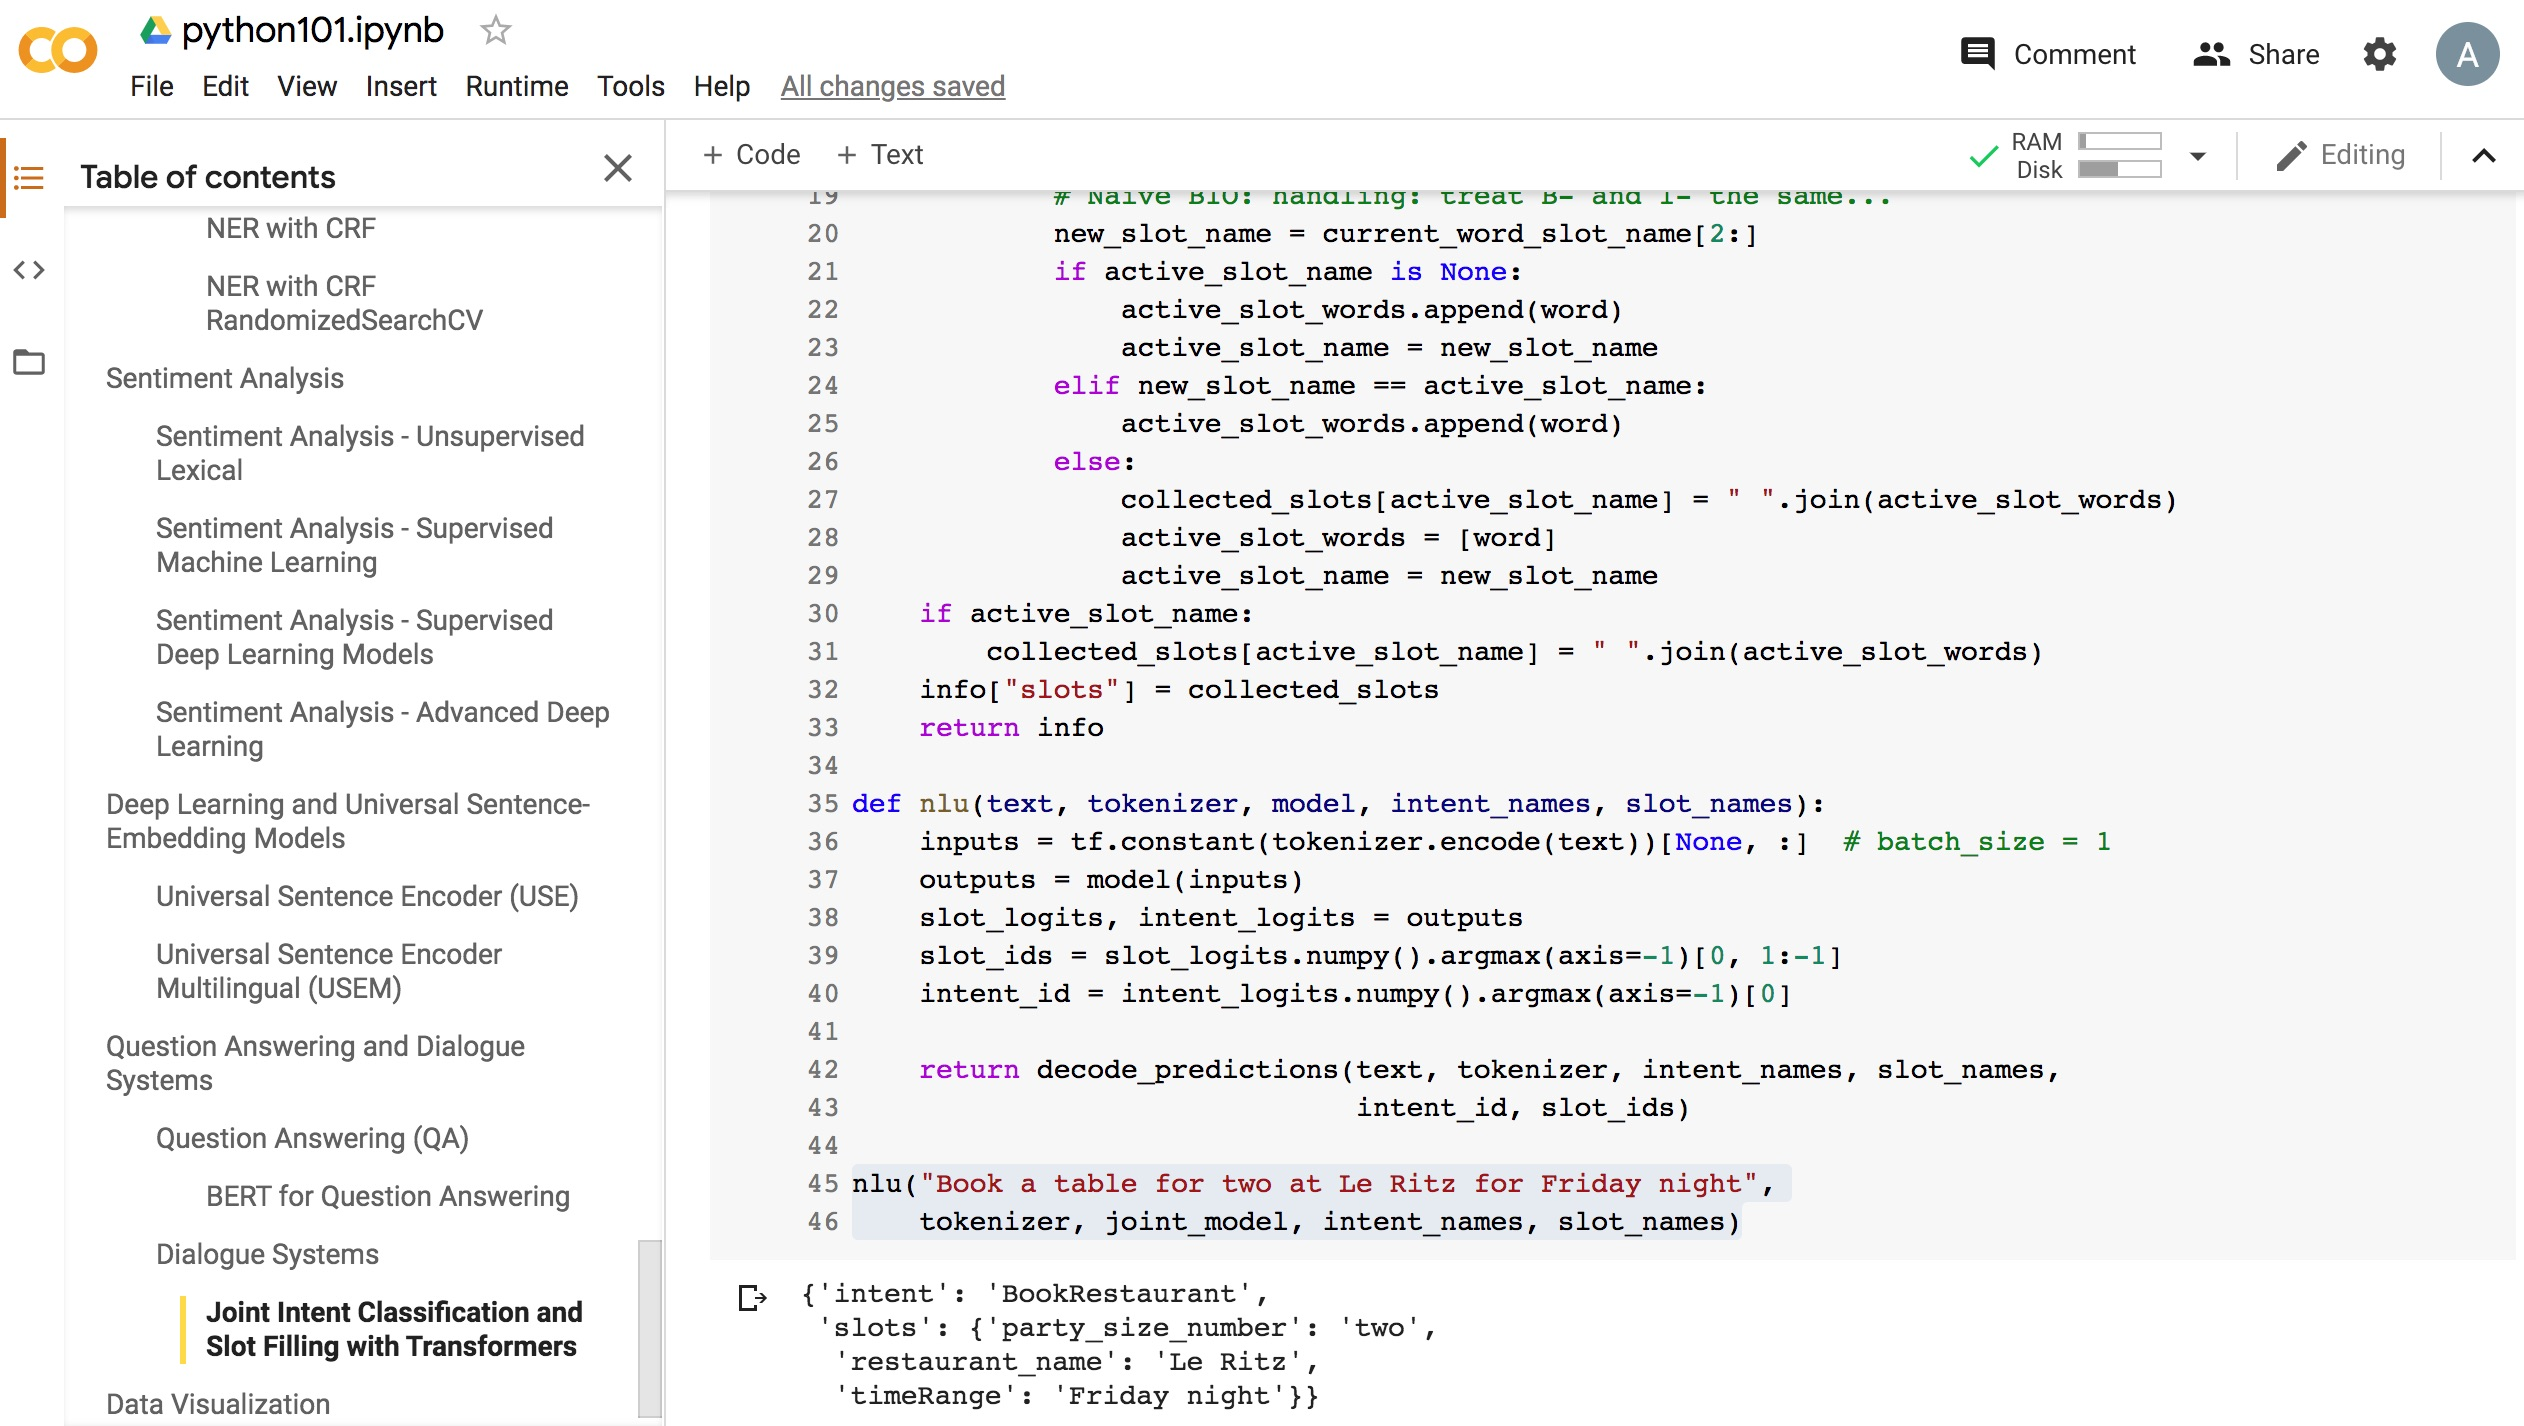 python101.ipynb
File Edit View Insert Runtime Tools Help All changes saved
Comment Share A
Table of contents
NER with CRF
NER with CRF
RandomizedSearchCV
Sentiment Analysis
Sentiment Analysis - Unsupervised
Lexical
Sentiment Analysis - Supervised
Machine Learning
Sentiment Analysis - Supervised
Deep Learning Models
Sentiment Analysis - Advanced Deep
Learning
Deep Learning and Universal Sentence-
Embedding Models
Universal Sentence Encoder (USE)
Universal Sentence Encoder
Multilingual (USEM)
Question Answering and Dialogue
Systems
Question Answering (QA)
BERT for Question Answering
Dialogue Systems
Joint Intent Classification and
Slot Filling with Transformers
Data Visualization
+ Code + Text
RAM
Disk
Editing
19 # Naive BIO: handling: treat B- and I- the same...
20 new_slot_name = current_word_slot_name[2:]
21 if active_slot_name is None:
22 active_slot_words.append(word)
23 active_slot_name = new_slot_name
24 elif new_slot_name == active_slot_name:
25 active_slot_words.append(word)
26 else:
27 collected_slots[active_slot_name] = " ".join(active_slot_words)
28 active_slot_words = [word]
29 active_slot_name = new_slot_name
30 if active_slot_name:
31 collected_slots[active_slot_name] = " ".join(active_slot_words)
32 info["slots"] = collected_slots
33 return info
34
35 def nlu(text, tokenizer, model, intent_names, slot_names):
36 inputs = tf.constant(tokenizer.encode(text))[None, :]  # batch_size = 1
37 outputs = model(inputs)
38 slot_logits, intent_logits = outputs
39 slot_ids = slot_logits.numpy().argmax(axis=-1)[0, 1:-1]
40 intent_id = intent_logits.numpy().argmax(axis=-1)[0]
41
42 return decode_predictions(text, tokenizer, intent_names, slot_names,
43 intent_id, slot_ids)
44
45 nlu("Book a table for two at Le Ritz for Friday night",
46 tokenizer, joint_model, intent_names, slot_names)
{'intent': 'BookRestaurant',
'slots': {'party_size_number': 'two',
'restaurant_name': 'Le Ritz',
'timeRange': 'Friday night'}}